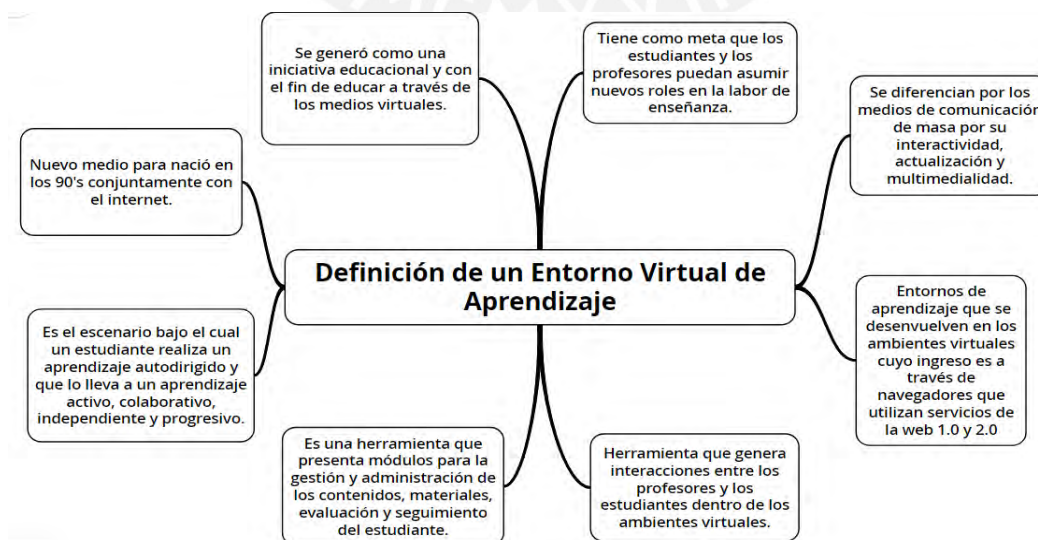 Se generó como una
iniciativa educacional y con
el fin de educar a través de
los medios virtuales.
Tiene como meta que los
estudiantes y los
profesores puedan asumir
nuevos roles en la labor de
enseñanza.
Se diferencian por los
medios de comunicación
de masa por su
interactividad,
actualización y
multimedialidad.
Nuevo medio para nació en
los 90's conjuntamente con
el internet.
Definición de un Entorno Virtual de
Aprendizaje
Entornos de
aprendizaje que se
desenvuelven en los
ambientes virtuales
cuyo ingreso es a
través de
navegadores que
utilizan servicios de
la web 1.0 y 2.0
Es el escenario bajo el cual
un estudiante realiza un
aprendizaje autodirigido y
que lo lleva a un aprendizaje
activo, colaborativo,
independiente y progresivo.
Es una herramienta que
presenta módulos para la
gestión y administración de
los contenidos, materiales,
evaluación y seguimiento
del estudiante.
Herramienta que genera
interacciones entre los
profesores y los
estudiantes dentro de los
ambientes virtuales.